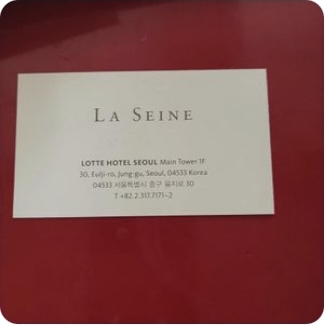 LA SEINE
LOTTE HOTEL SEOUL Main Tower 1F
30, Eulji-ro, Jung-gu, Seoul, 04533 Korea
04533 서울특별시 중구 을지로 30
T +82.2.317.7171~2